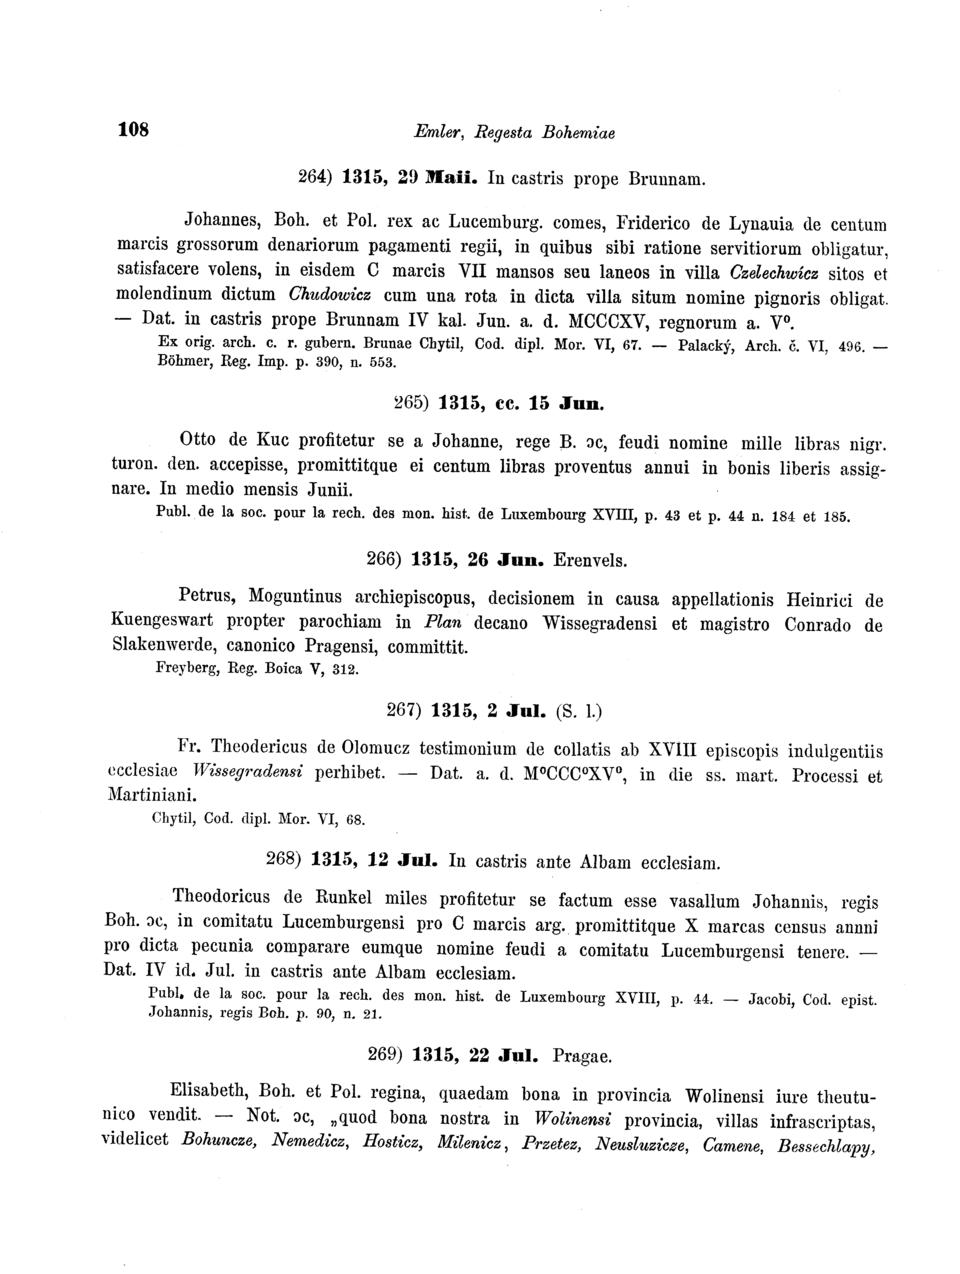 108
Emler, Regesta Bohemiae
264) 1315, 29 Maii. In castris prope Brunnam.
Johannes, Boh. et Pol. rex ac Lucemburg. comes, Friderico de Lynauia de centum
marcis grossorum denariorum pagamenti regii, in quibus sibi ratione servitiorum obligatur,
satisfacere volens, in eisdem C marcis VII mansos seu laneos in villa Czelechwicz sitos et
molendinum dictum Chudowicz cum una rota in dicta villa situm nomine pignoris obligat.
— Dat. in castris prope Brunnam IV kal. Jun. a. d. MCCCXV, regnorum a. V⁰.
Ex orig. arch. c. r. gubern. Brunae Chytil, Cod. dipl. Mor. VI, 67. — Palacký, Arch. č. VI, 496. —
Böhmer, Reg. Imp. p. 390, n. 553.
265) 1315, cc. 15 Jun.
Otto de Kuc profitetur se a Johanne, rege B. ɔc, feudi nomine mille libras nigr.
turon. den. accepisse, promittitque ei centum libras proventus annui in bonis liberis assig-
nare. In medio mensis Junii.
Publ. de la soc. pour la rech. des mon. hist. de Luxembourg XVIII, p. 43 et p. 44 n. 184 et 185.
266) 1315, 26 Jun. Erenvels.
Petrus, Moguntinus archiepiscopus, decisionem in causa appellationis Heinrici de
Kuengeswart propter parochiam in Plan decano Wissegradensi et magistro Conrado de
Slakenwerde, canonico Pragensi, committit.
Freyberg, Reg. Boica V, 312.
267) 1315, 2 Jul. (S. l.)
Fr. Theodericus de Olomucz testimonium de collatis ab XVIII episcopis indulgentiis
ecclesiae Wissegradensi perhibet. — Dat. a. d. M⁰CCC⁰XV⁰, in die ss. mart. Processi et
Martiniani.
Chytil, Cod. dipl. Mor. VI, 68.
268) 1315, 12 Jul. In castris ante Albam ecclesiam.
Theodoricus de Runkel miles profitetur se factum esse vasallum Johannis, regis
Boh. ɔc, in comitatu Lucemburgensi pro C marcis arg. promittitque X marcas census annni
pro dicta pecunia comparare eumque nomine feudi a comitatu Lucemburgensi tenere. —
Dat. IV id. Jul. in castris ante Albam ecclesiam.
Publ. de la soc. pour la rech. des mon. hist. de Luxembourg XVIII, p. 44. — Jacobi, Cod. epist.
Johannis, regis Boh. p. 90, n. 21.
269) 1315, 22 Jul. Pragae.
Elisabeth, Boh. et Pol. regina, quaedam bona in provincia Wolinensi iure theutu-
nico vendit. — Not. ɔc, „quod bona nostra in Wolinensi provincia, villas infrascriptas,
videlicet Bohuncze, Nemedicz, Hosticz, Milenicz, Przetez, Neusluzicze, Camene, Bessechlapy,